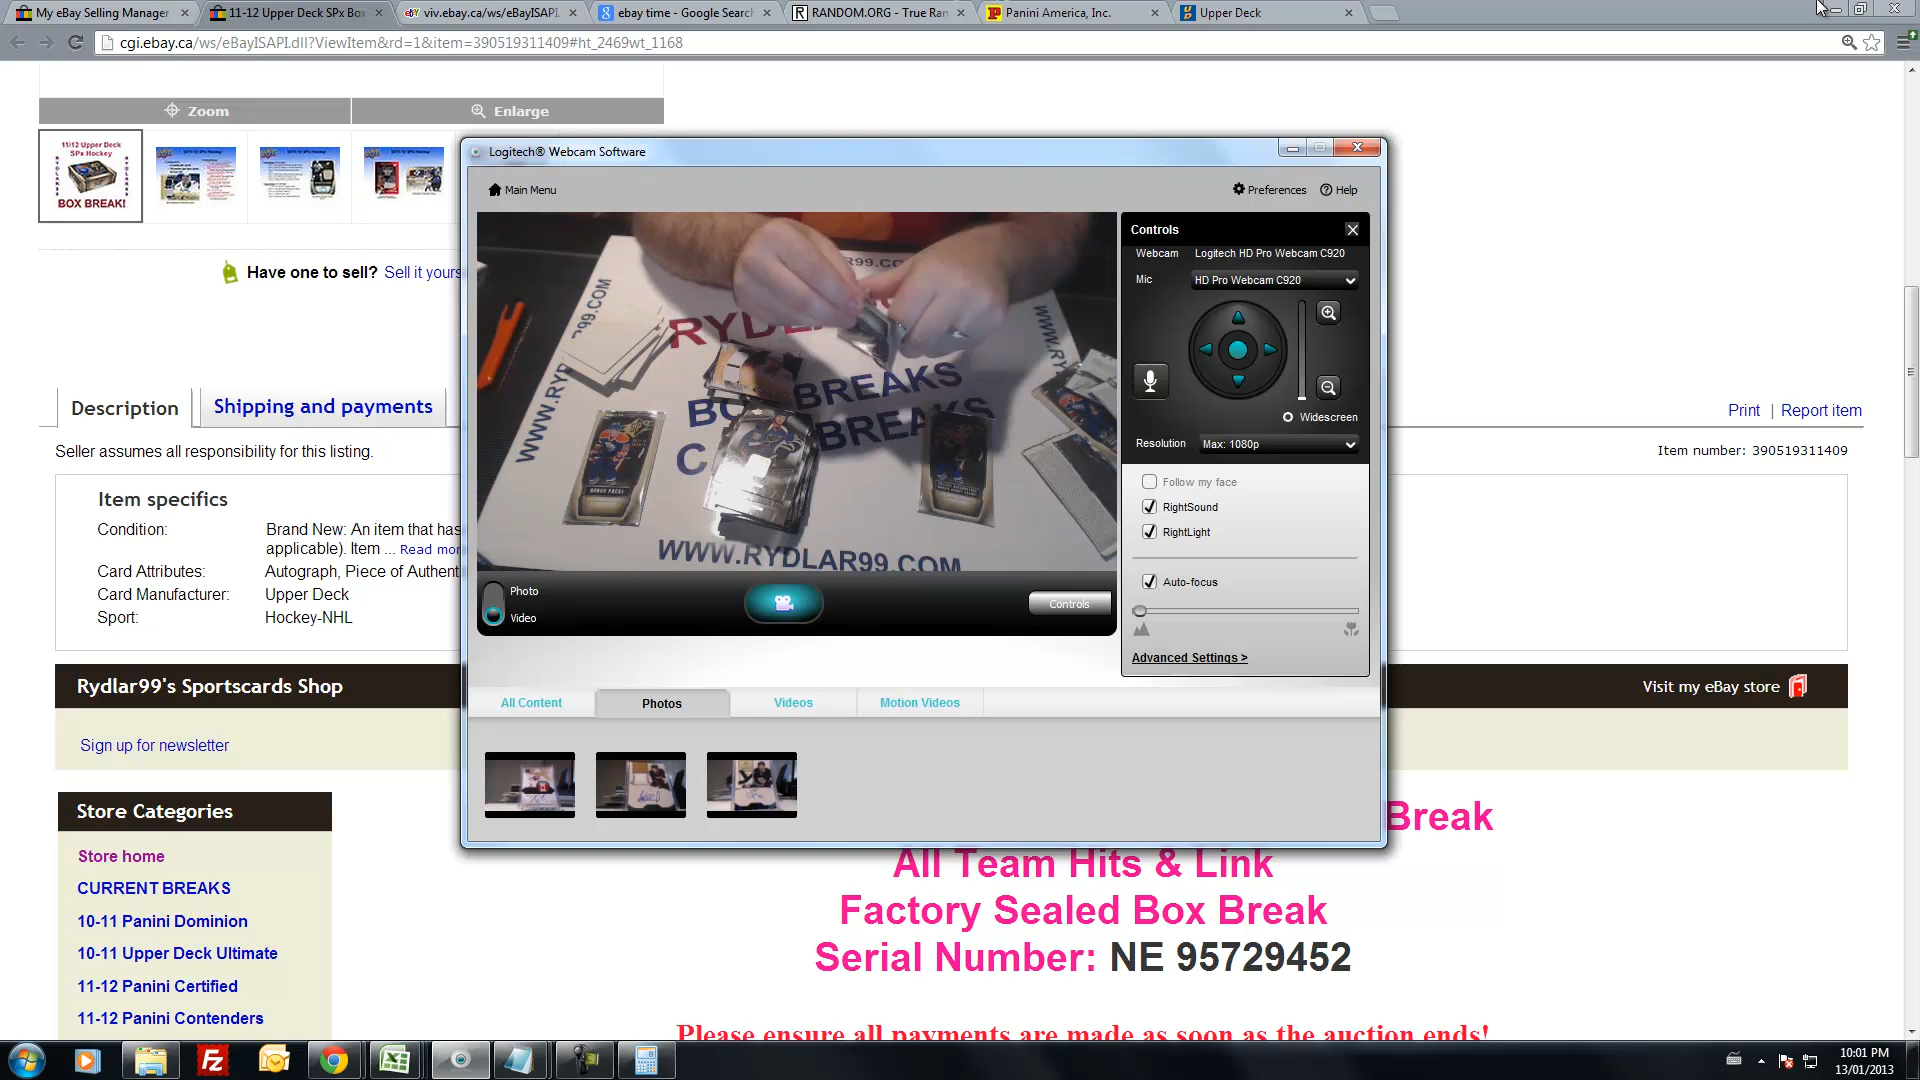 My eBay Selling Manager
11-12 Upper Deck SPx Box
viv.ebay.ca/ws/eBayISAPI.
ebay time - Google Search
RANDOM.ORG - True Ran
Panini America, Inc.
Upper Deck
cgi.ebay.ca/ws/eBayISAPI.dll?ViewItem&rd=1&item=390519311409#ht_2469wt_1168
Zoom
Enlarge
11/12 Upper Deck
SPx Hockey
BOX BREAK!
Have one to sell? Sell it yours
Description
Shipping and payments
Print | Report item
Seller assumes all responsibility for this listing.
Item number: 390519311409
Item specifics
Condition:
Brand New: An item that has
applicable). Item ... Read mor
Card Attributes:
Autograph, Piece of Authent
Card Manufacturer:
Upper Deck
Sport:
Hockey-NHL
Rydlar99's Sportscards Shop
Visit my eBay store
Sign up for newsletter
Store Categories
Store home
CURRENT BREAKS
10-11 Panini Dominion
10-11 Upper Deck Ultimate
11-12 Panini Certified
11-12 Panini Contenders
Logitech® Webcam Software
Main Menu
Preferences
Help
WWW.RYDLAR99.COM
BREAKS
BREAKS
BONUS PACK!
WWW.RYDLAR99.COM
Photo
Video
Controls
Controls
Webcam
Logitech HD Pro Webcam C920
Mic
HD Pro Webcam C920
Widescreen
Resolution
Max: 1080p
Follow my face
RightSound
RightLight
Auto-focus
Advanced Settings >
All Content
Photos
Videos
Motion Videos
Break
All Team Hits & Link
Factory Sealed Box Break
Serial Number: NE 95729452
Please ensure all payments are made as soon as the auction ends!
10:01 PM
13/01/2013